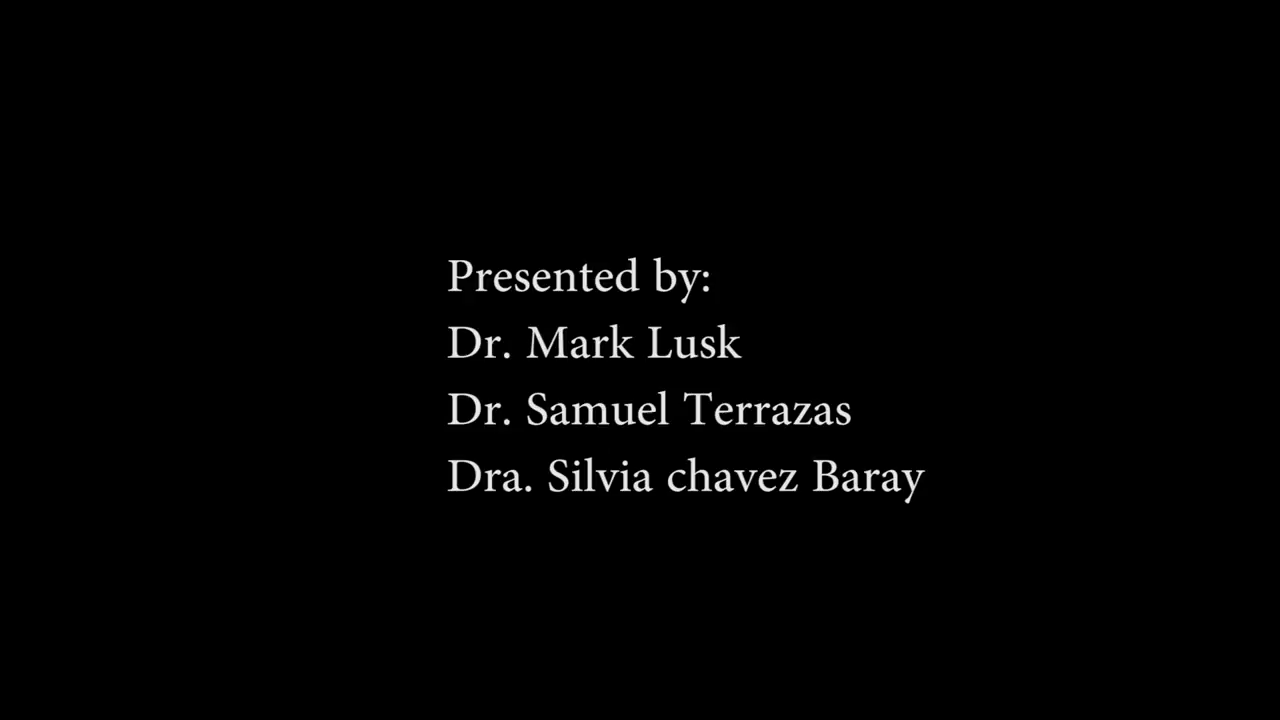 Presented by:
Dr. Mark Lusk
Dr. Samuel Terrazas
Dra. Silvia chavez Baray